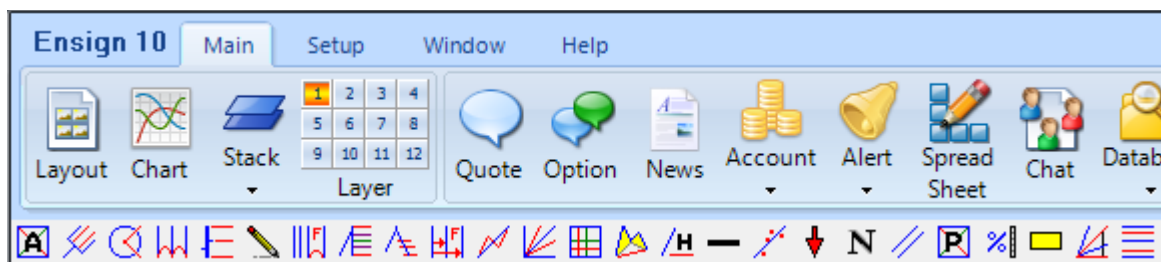 Ensign 10 Main Setup Window Help
1 2 3 4
5 6 7 8
9 10 11 12
Layout Chart Stack Layer Quote Option News Account Alert Spread Sheet Chat Datab
A F F H N P %